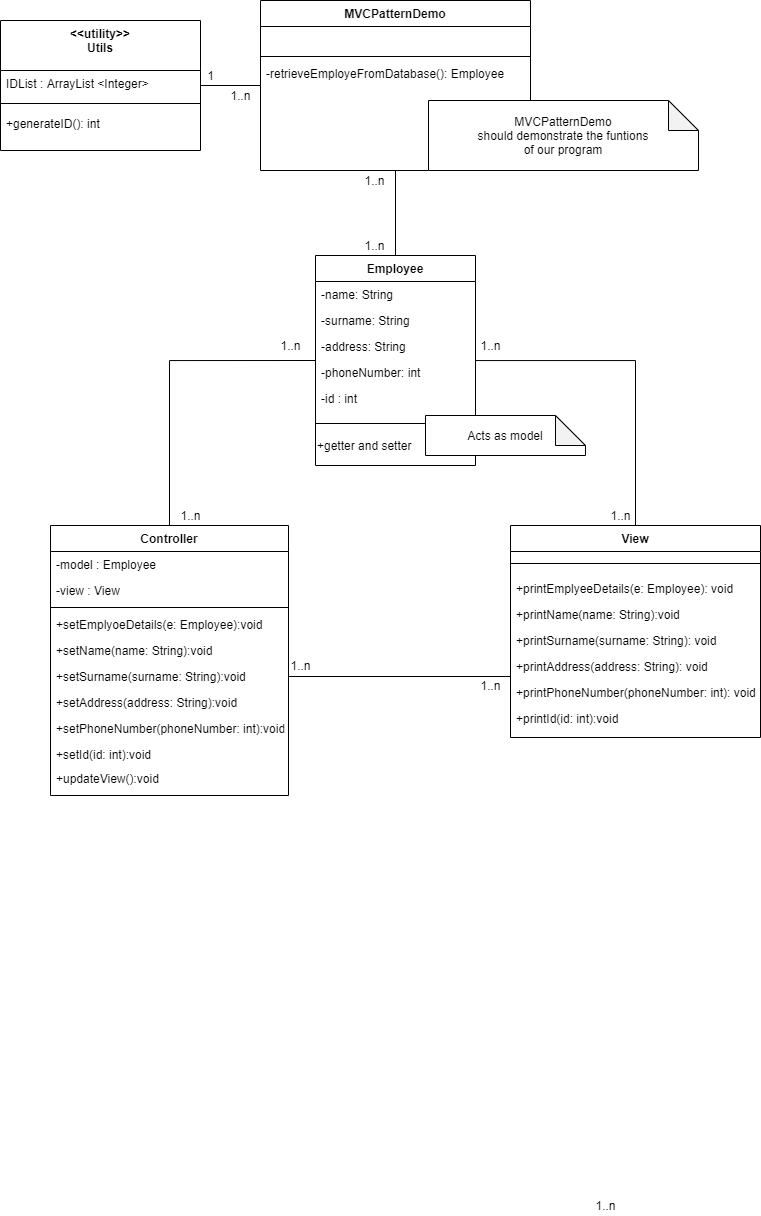 <<utility>>
Utils
IDList : ArrayList <Integer>
+generateID(): int
1
1..n
MVCPatternDemo
-retrieveEmployeFromDatabase(): Employee
MVCPatternDemo
should demonstrate the funtions
of our program
1..n
1..n
Employee
-name: String
-surname: String
-address: String
-phoneNumber: int
-id : int
+getter and setter
Acts as model
1..n
1..n
1..n
1..n
Controller
-model : Employee
-view : View
+setEmplyoeDetails(e: Employee):void
+setName(name: String):void
+setSurname(surname: String):void
+setAddress(address: String):void
+setPhoneNumber(phoneNumber: int):void
+setId(id: int):void
+updateView():void
1..n
1..n
View
+printEmplyeeDetails(e: Employee): void
+printName(name: String):void
+printSurname(surname: String): void
+printAddress(address: String): void
+printPhoneNumber(phoneNumber: int): void
+printId(id: int):void
1..n